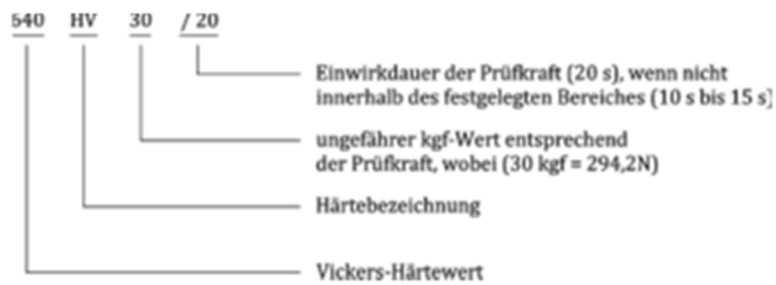 540 HV 30 / 20
Einwirkdauer der Prüfkraft (20 s), wenn nicht
innerhalb des festgelegten Bereiches (10 s bis 15 s)
ungefährer kgf-Wert entsprechend
der Prüfkraft, wobei (30 kgf = 294,2N)
Härtebezeichnung
Vickers-Härtewert